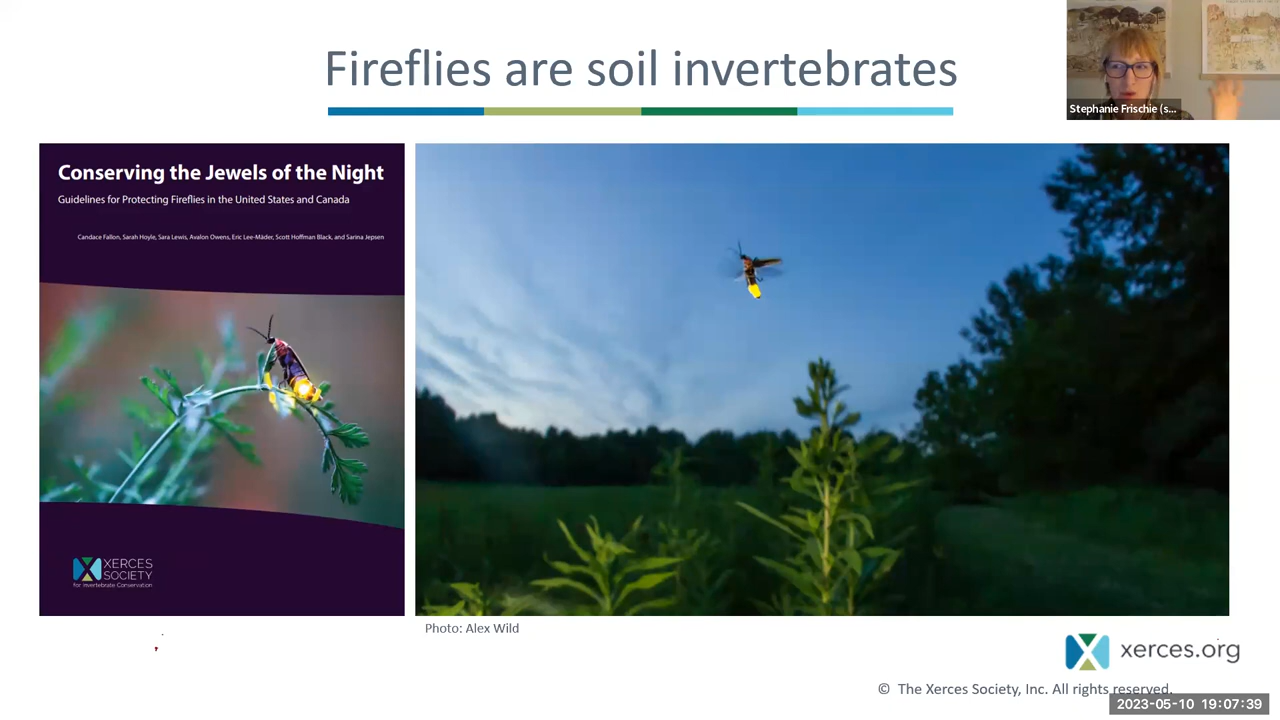 Fireflies are soil invertebrates
Stephanie Frischie (s...
Conserving the Jewels of the Night
Guidelines for Protecting Fireflies in the United States and Canada
Candace Fallon, Sarah Hoyle, Sara Lewis, Avalon Owens, Eric Lee-Mäder, Scott Hoffman Black, and Sarina Jepsen
XERCES
SOCIETY
for Invertebrate Conservation
Photo: Alex Wild
xerces.org
© The Xerces Society, Inc. All rights reserved.
2023-05-10 19:07:39